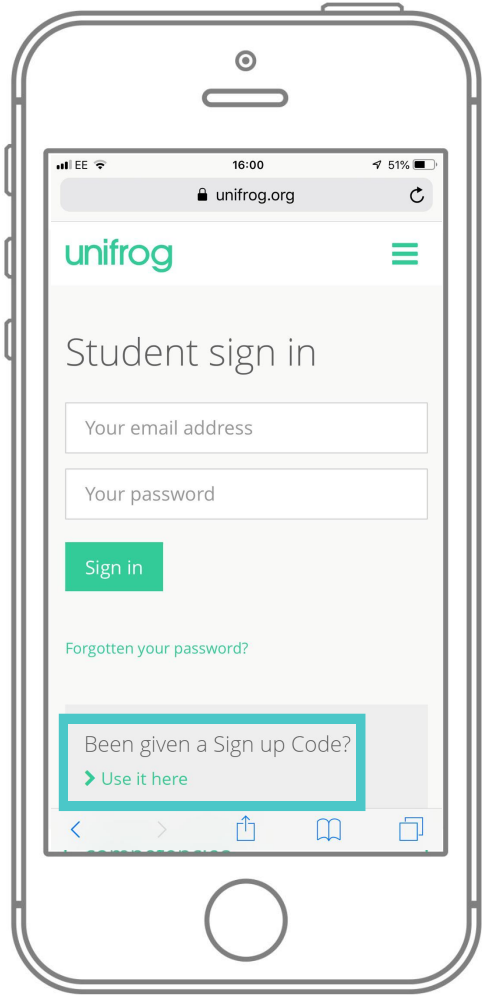 EE 16:00 51%
unifrog.org
unifrog
Student sign in
Your email address
Your password
Sign in
Forgotten your password?
Been given a Sign up Code?
Use it here